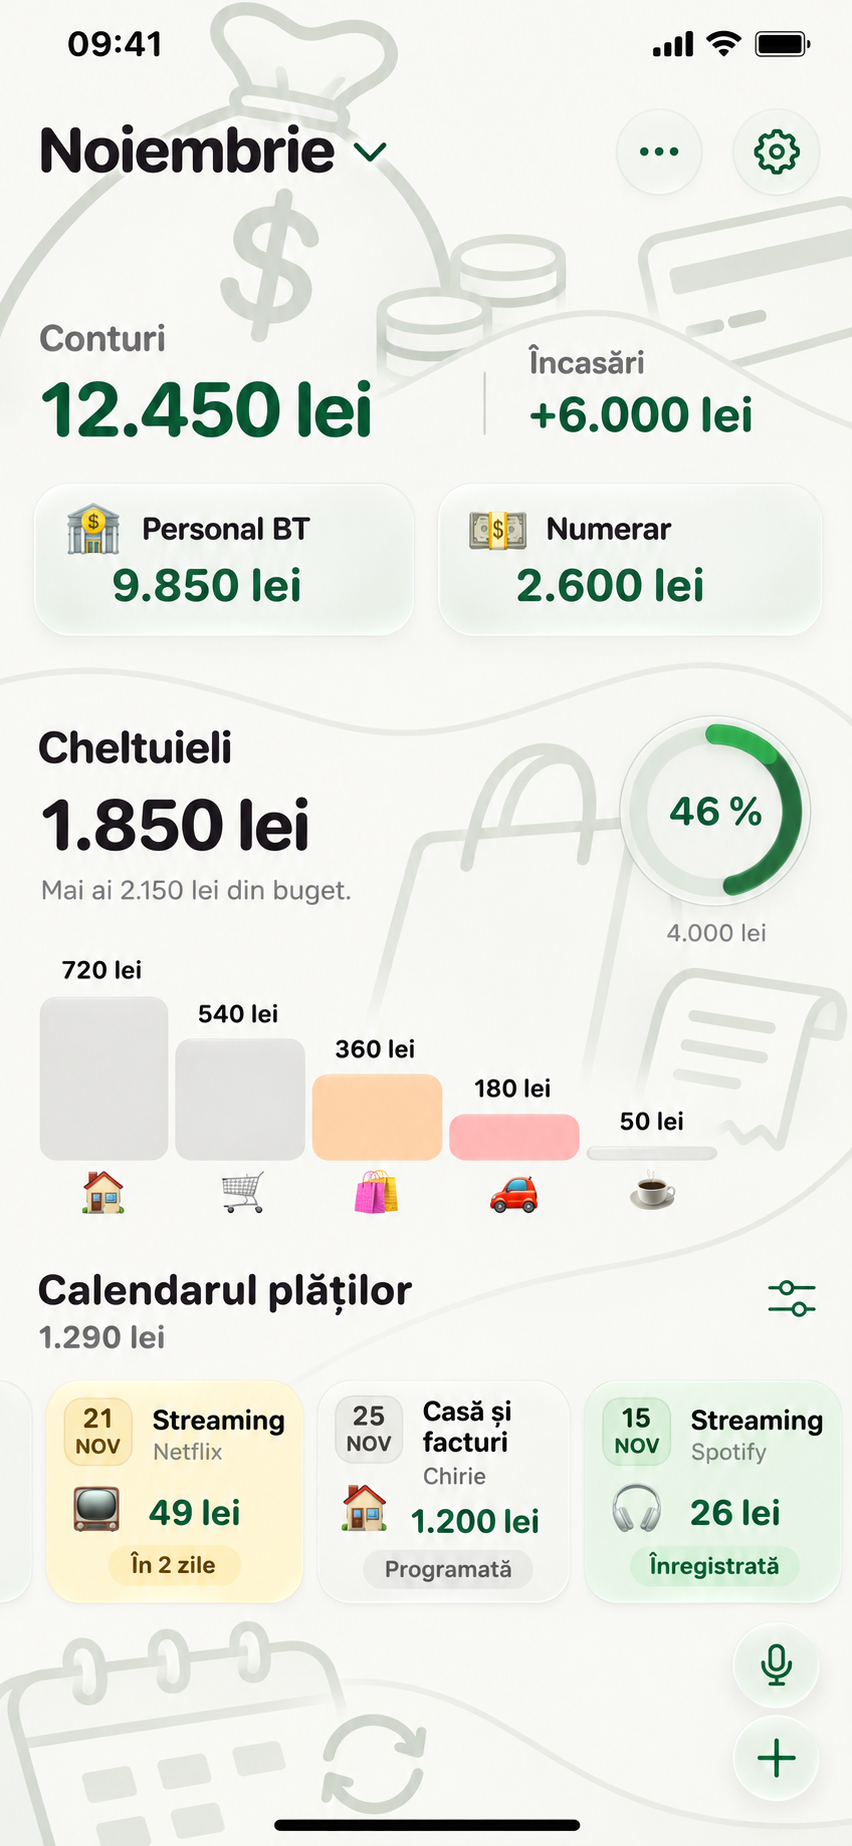 09:41
Noiembrie
$
Conturi
12.450 lei
Încasări
+6.000 lei
$
Personal BT
9.850 lei
$
Numerar
2.600 lei
Cheltuieli
1.850 lei
Mai ai 2.150 lei din buget.
46 %
4.000 lei
720 lei
540 lei
360 lei
180 lei
50 lei
Calendarul plăților
1.290 lei
21
NOV
Streaming
Netflix
49 lei
În 2 zile
25
NOV
Casă și
facturi
Chirie
1.200 lei
Programată
15
NOV
Streaming
Spotify
26 lei
Înregistrată